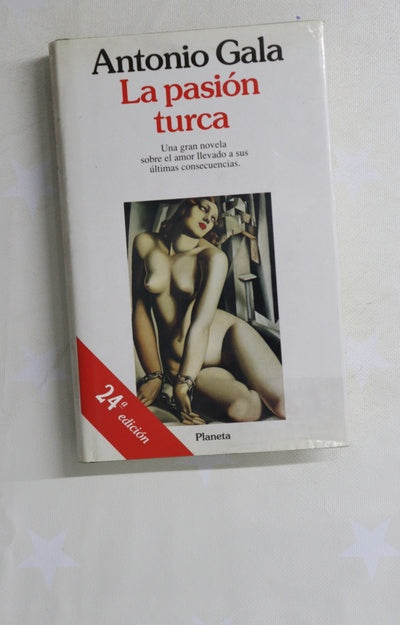 Antonio Gala
La pasión
turca
Una gran novela
sobre el amor llevado a sus
últimas consecuencias.
24ª edición
Planeta